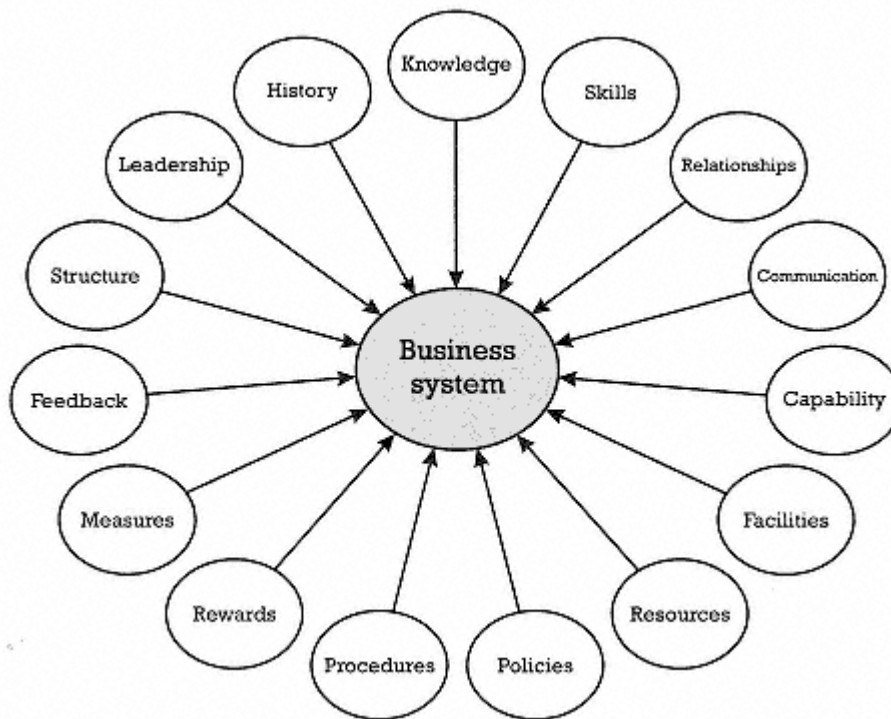 Knowledge
History
Skills
Leadership
Relationships
Structure
Communication
Business
system
Feedback
Capability
Measures
Facilities
Rewards
Resources
Procedures
Policies